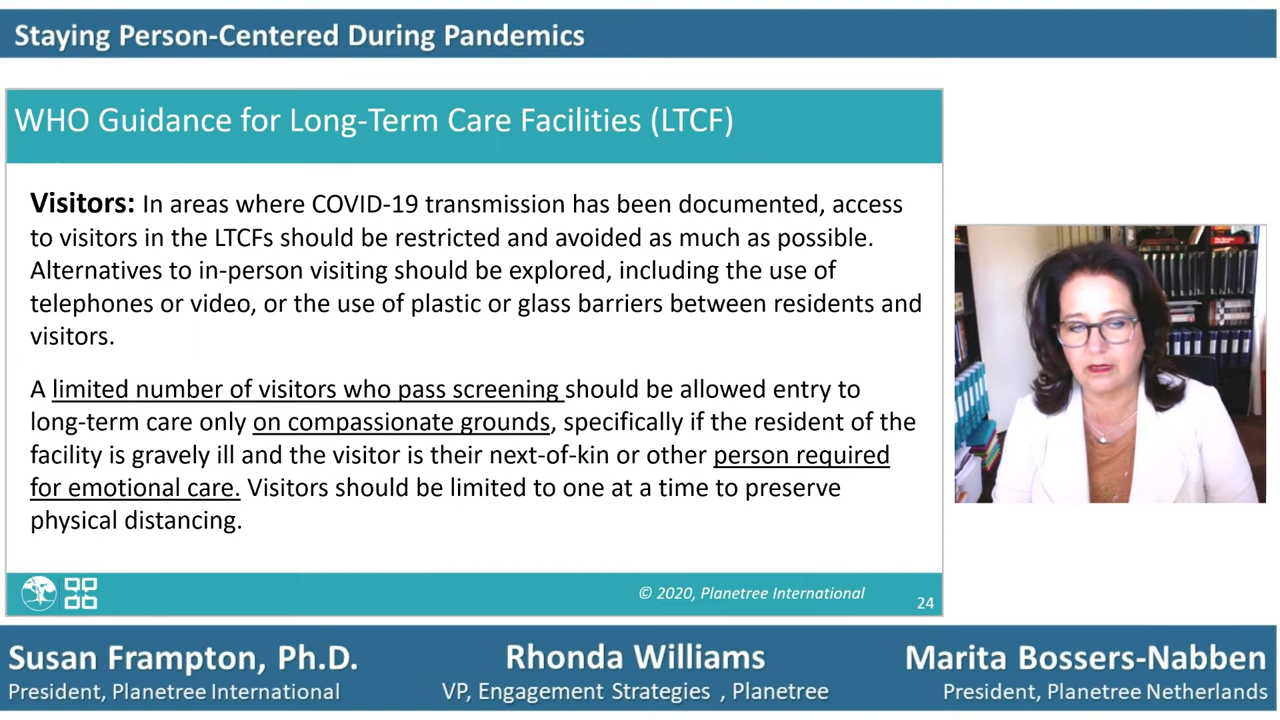 Staying Person-Centered During Pandemics
WHO Guidance for Long-Term Care Facilities (LTCF)
Visitors: In areas where COVID-19 transmission has been documented, access
to visitors in the LTCFs should be restricted and avoided as much as possible.
Alternatives to in-person visiting should be explored, including the use of
telephones or video, or the use of plastic or glass barriers between residents and
visitors.
A limited number of visitors who pass screening should be allowed entry to
long-term care only on compassionate grounds, specifically if the resident of the
facility is gravely ill and the visitor is their next-of-kin or other person required
for emotional care. Visitors should be limited to one at a time to preserve
physical distancing.
© 2020, Planetree International
24
Susan Frampton, Ph.D.
President, Planetree International
Rhonda Williams
VP, Engagement Strategies , Planetree
Marita Bossers-Nabben
President, Planetree Netherlands